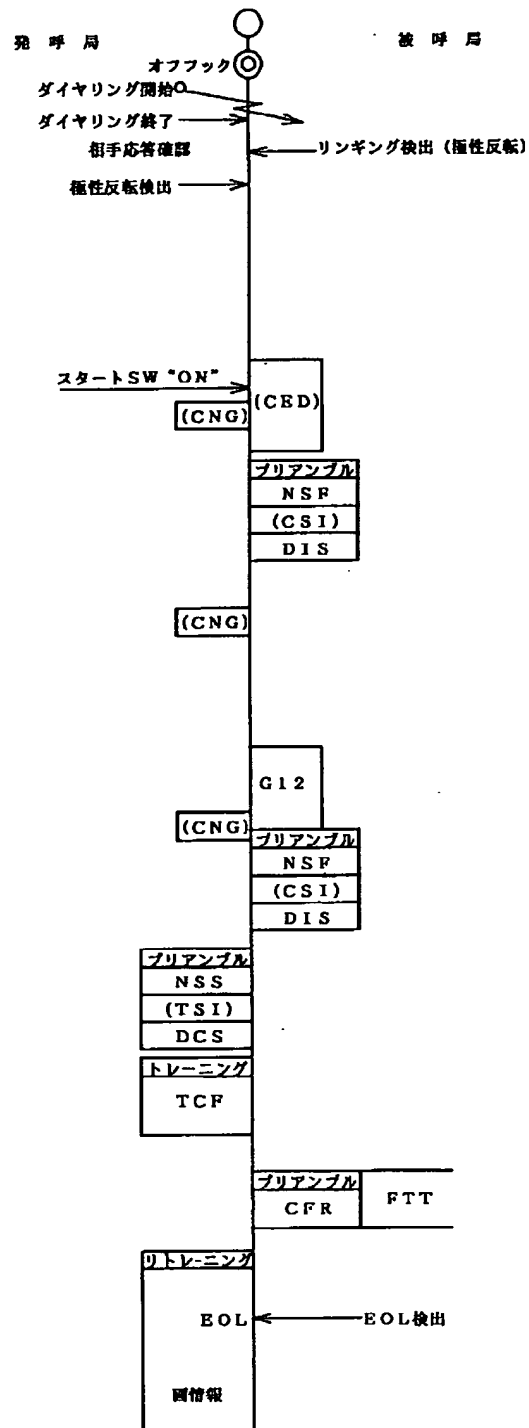 発呼局
被呼局
オフフック
ダイヤリング開始
ダイヤリング終了
相手応答確認
リンギング検出（極性反転）
極性反転検出
スタートSW“ON”
(CED)
(CNG)
プリアンブル
NSF
(CSI)
DIS
(CNG)
G12
(CNG)
プリアンブル
NSF
(CSI)
DIS
プリアンブル
NSS
(TSI)
DCS
トレーニング
TCF
プリアンブル
CFR
FTT
リトレーニング
EOL
EOL検出
画情報